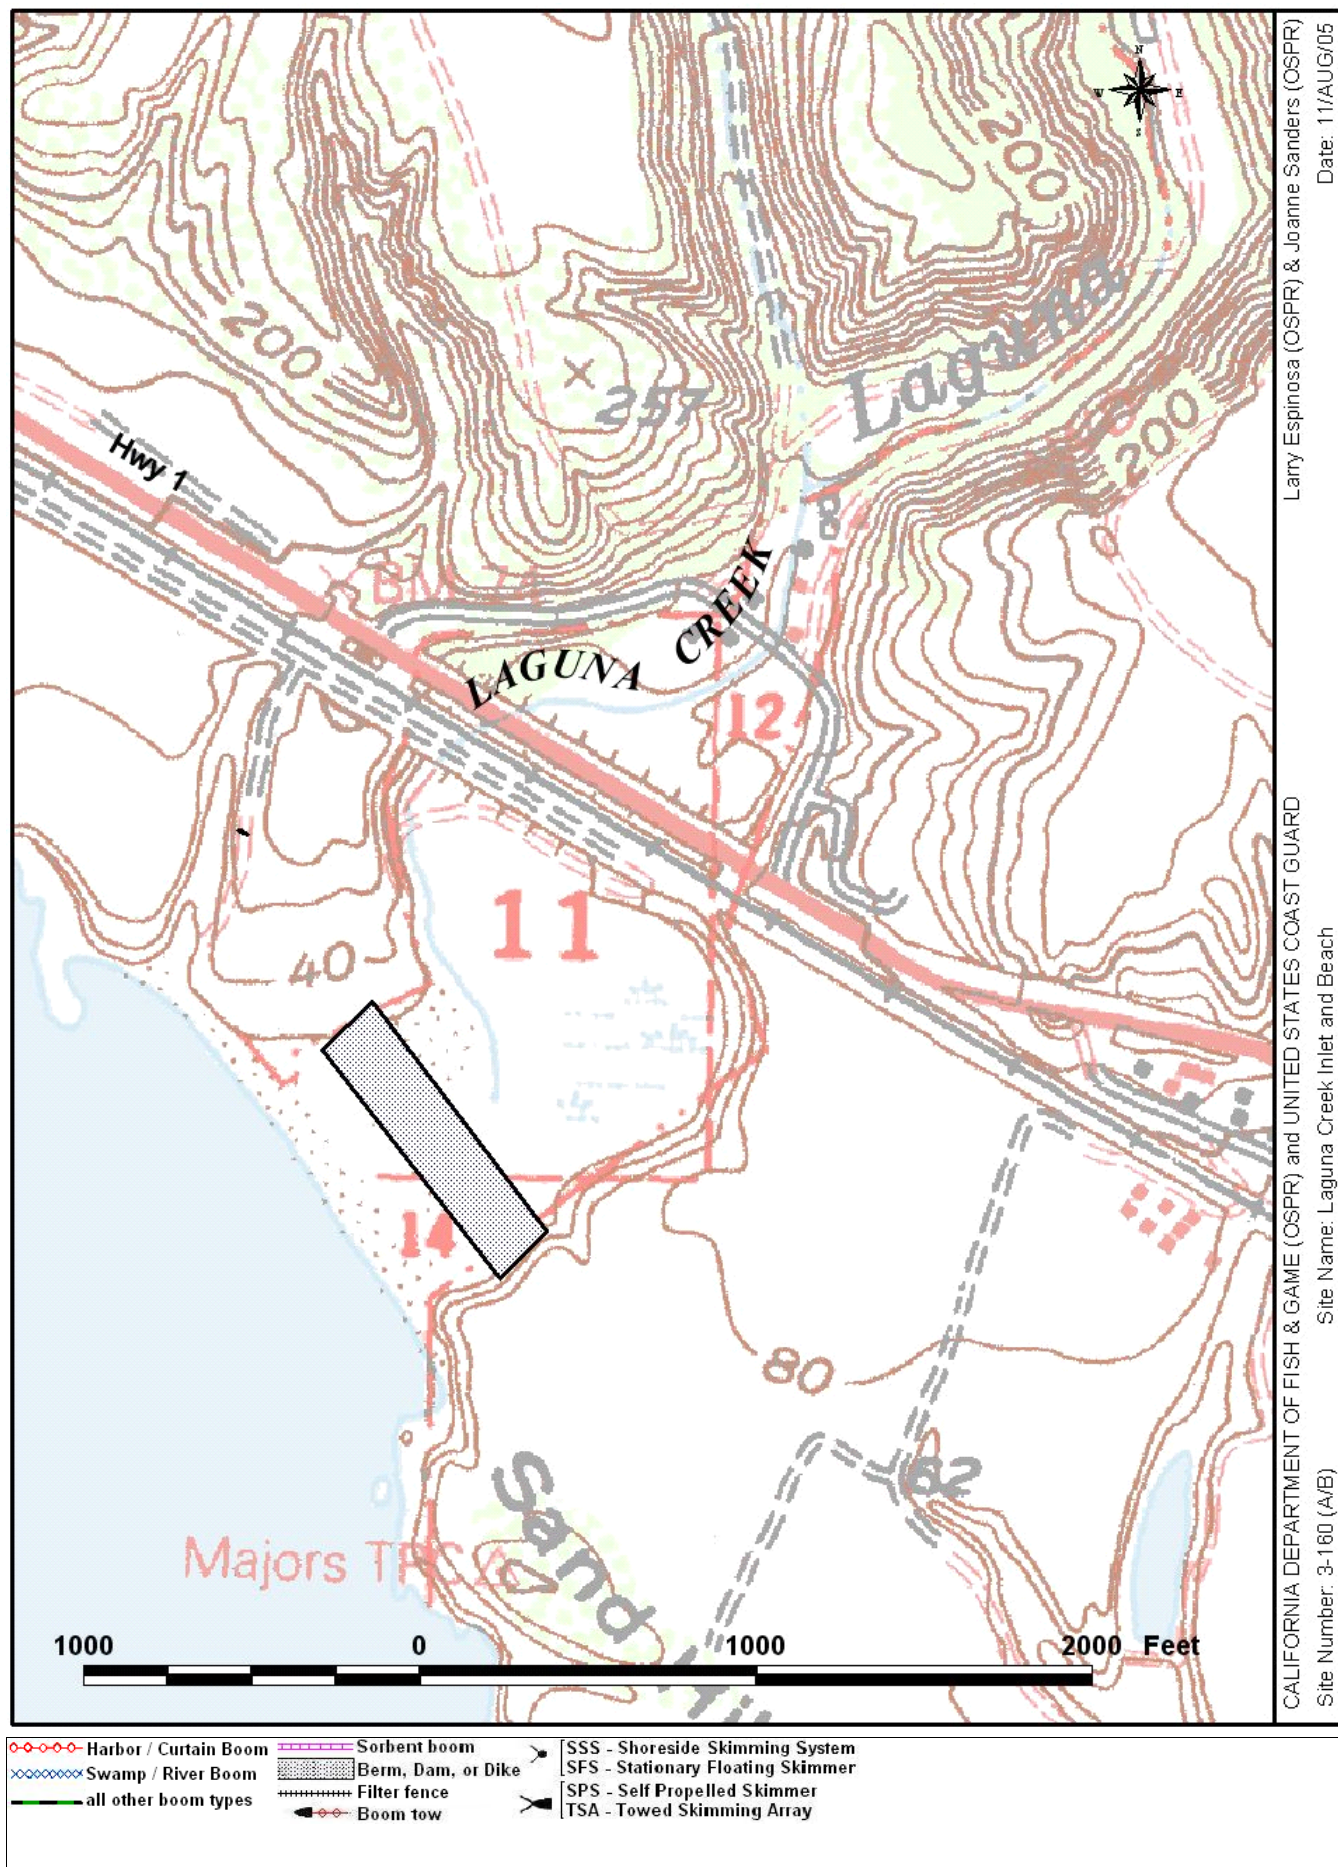 N
W E
S
200
200
Laguna
257
200
Hwy 1
BM
LAGUNA CREEK
12
11
40
14
80
62
Sand
Majors
1000 0 1000 2000 Feet
Larry Espinosa (OSPR) & Joanne Sanders (OSPR)
Date: 11/AUG/05
CALIFORNIA DEPARTMENT OF FISH & GAME (OSPR) and UNITED STATES COAST GUARD
Site Number: 3-160 (A/B)
Site Name: Laguna Creek Inlet and Beach
Harbor / Curtain Boom
Swamp / River Boom
all other boom types
Sorbent boom
Berm, Dam, or Dike
Filter fence
Boom tow
SSS - Shoreside Skimming System
SFS - Stationary Floating Skimmer
SPS - Self Propelled Skimmer
TSA - Towed Skimming Array